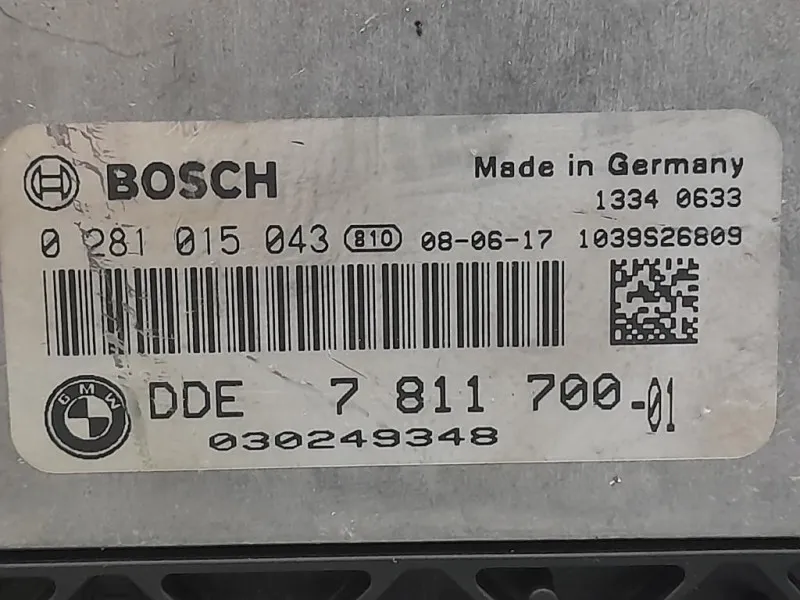 BOSCH
Made in Germany
1334 0633
0 281 015 043 810 08-06-17 1039S26809
GMW
DDE 7 811 700-01
030249348